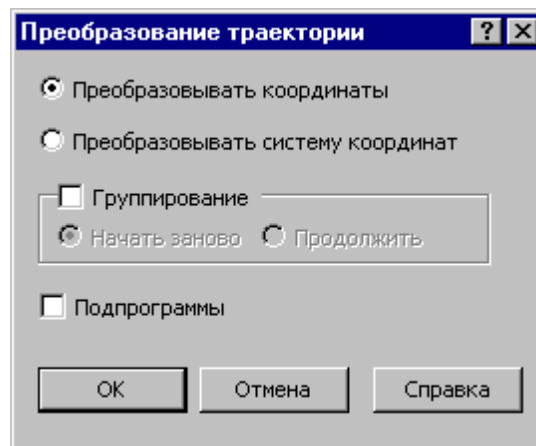 Преобразование траектории
Преобразовывать координаты
Преобразовывать систему координат
Группирование
Начать заново Продолжить
Подпрограммы
OK Отмена Справка